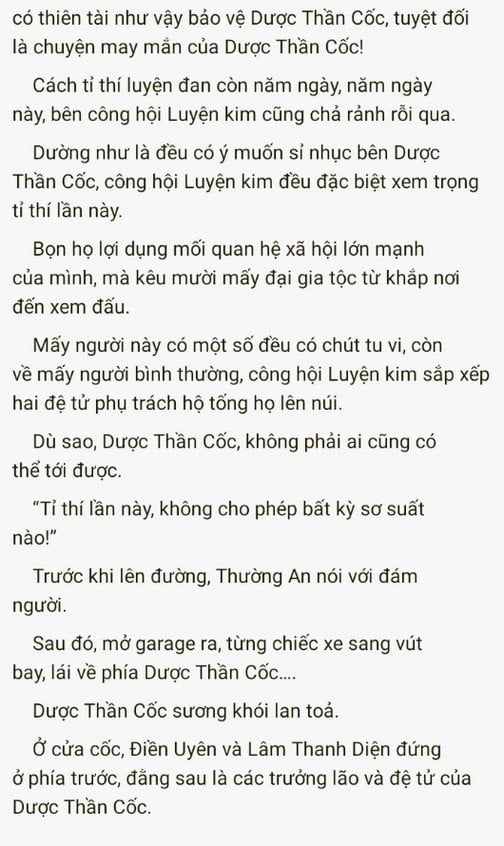 có thiên tài như vậy bảo vệ Dược Thần Cốc, tuyệt đối
là chuyện may mắn của Dược Thần Cốc!
Cách tỉ thí luyện đan còn năm ngày, năm ngày
này, bên công hội Luyện kim cũng chả rảnh rỗi qua.
Dường như là đều có ý muốn sỉ nhục bên Dược
Thần Cốc, công hội Luyện kim đều đặc biệt xem trọng
tỉ thí lần này.
Bọn họ lợi dụng mối quan hệ xã hội lớn mạnh
của mình, mà kêu mười mấy đại gia tộc từ khắp nơi
đến xem đấu.
Mấy người này có một số đều có chút tu vi, còn
về mấy người bình thường, công hội Luyện kim sắp xếp
hai đệ tử phụ trách hộ tống họ lên núi.
Dù sao, Dược Thần Cốc, không phải ai cũng có
thể tới được.
“Tỉ thí lần này, không cho phép bất kỳ sơ suất
nào!”
Trước khi lên đường, Thường An nói với đám
người.
Sau đó, mở garage ra, từng chiếc xe sang vút
bay, lái về phía Dược Thần Cốc....
Dược Thần Cốc sương khói lan toả.
Ở cửa cốc, Điền Uyên và Lâm Thanh Diện đứng
ở phía trước, đằng sau là các trưởng lão và đệ tử của
Dược Thần Cốc.